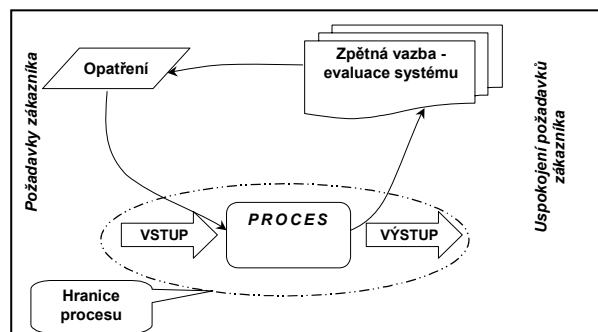 Požadavky zákazníka
Opatření
Zpětná vazba -
evaluace systému
Uspokojení požadavků
zákazníka
VSTUP
PROCES
VÝSTUP
Hranice
procesu